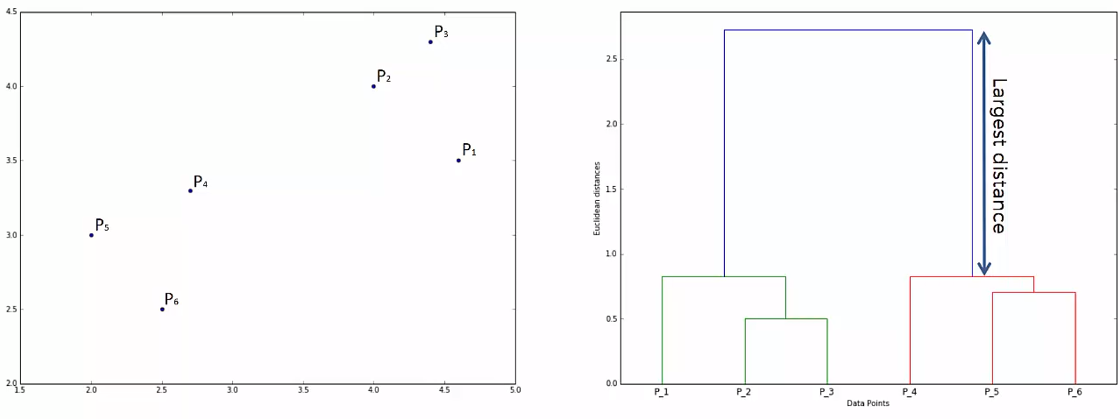 4.5
4.0
3.5
3.0
2.5
2.0
1.5 2.0 2.5 3.0 3.5 4.0 4.5 5.0
P₃
P₂
P₁
P₄
P₅
P₆
2.5
2.0
1.5
1.0
0.5
0.0
Euclidean distances
Largest distance
P_1 P_2 P_3 P_4 P_5 P_6
Data Points